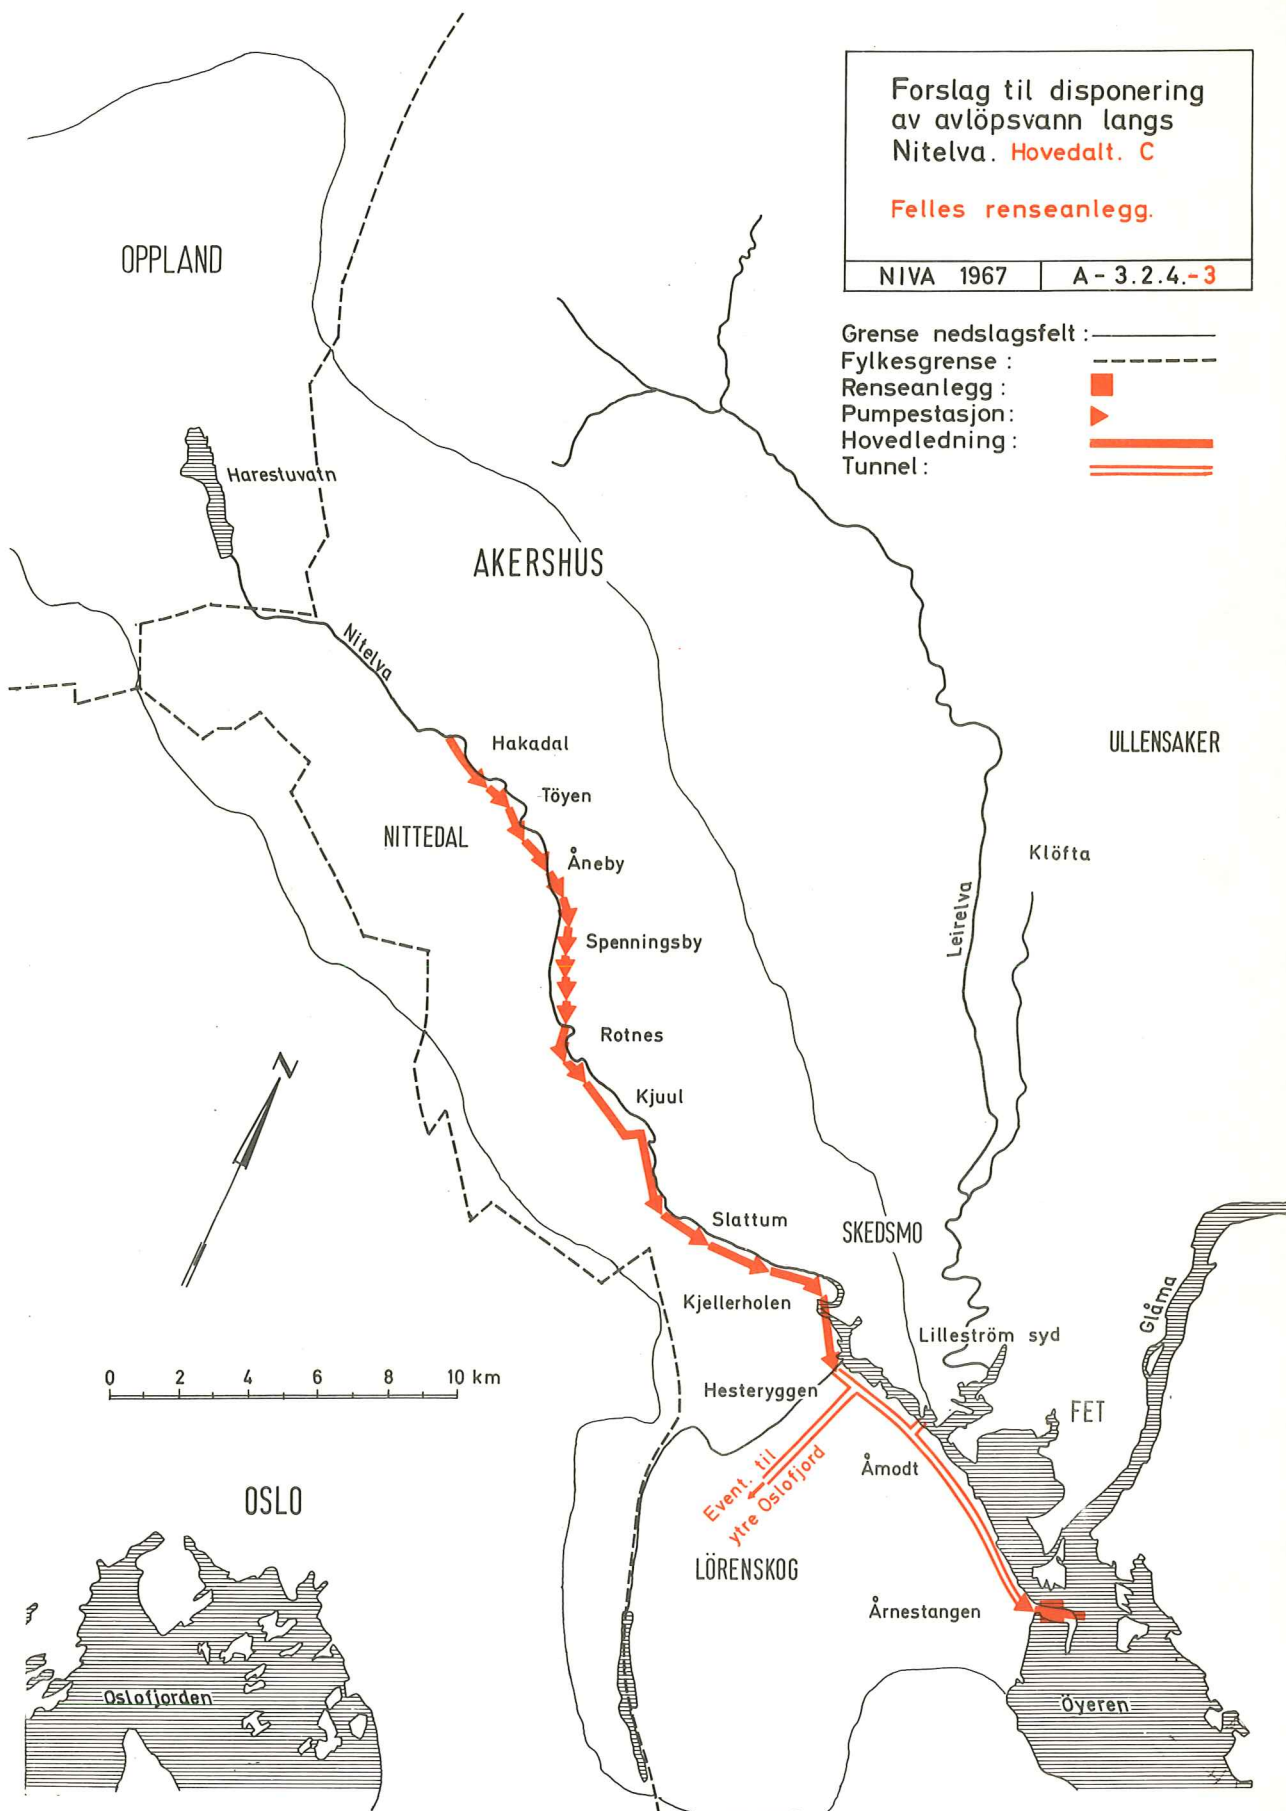 Forslag til disponering
av avlöpsvann langs
Nitelva. Hovedalt. C
Felles renseanlegg.
NIVA 1967
A-3.2.4.-3
Grense nedslagsfelt:
Fylkesgrense:
Renseanlegg:
Pumpestasjon:
Hovedledning:
Tunnel:
OPPLAND
Harestuvatn
AKERSHUS
Nitelva
Hakadal
ULLENSAKER
Töyen
NITTEDAL
Klöfta
Åneby
Leirelva
Spenningsby
Rotnes
N
Kjuul
Slattum
SKEDSMO
Kjellerholen
Glåma
Lilleström syd
0 2 4 6 8 10 km
Hesteryggen
FET
Event. til
ytre Oslofjord
Åmodt
OSLO
LÖRENSKOG
Årnestangen
Oslofjorden
Öyeren